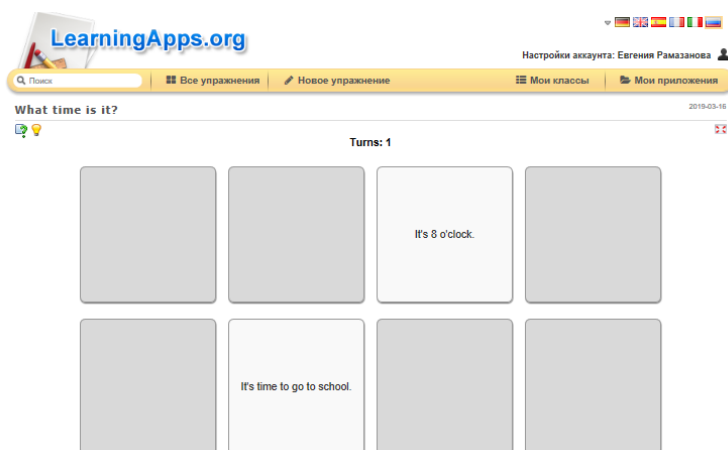 LearningApps.org
Настройки аккаунта: Евгения Рамазанова
Поиск
Все упражнения
Новое упражнение
Мои классы
Мои приложения
What time is it?
2019-03-16
Turns: 1
It's 8 o'clock.
It's time to go to school.